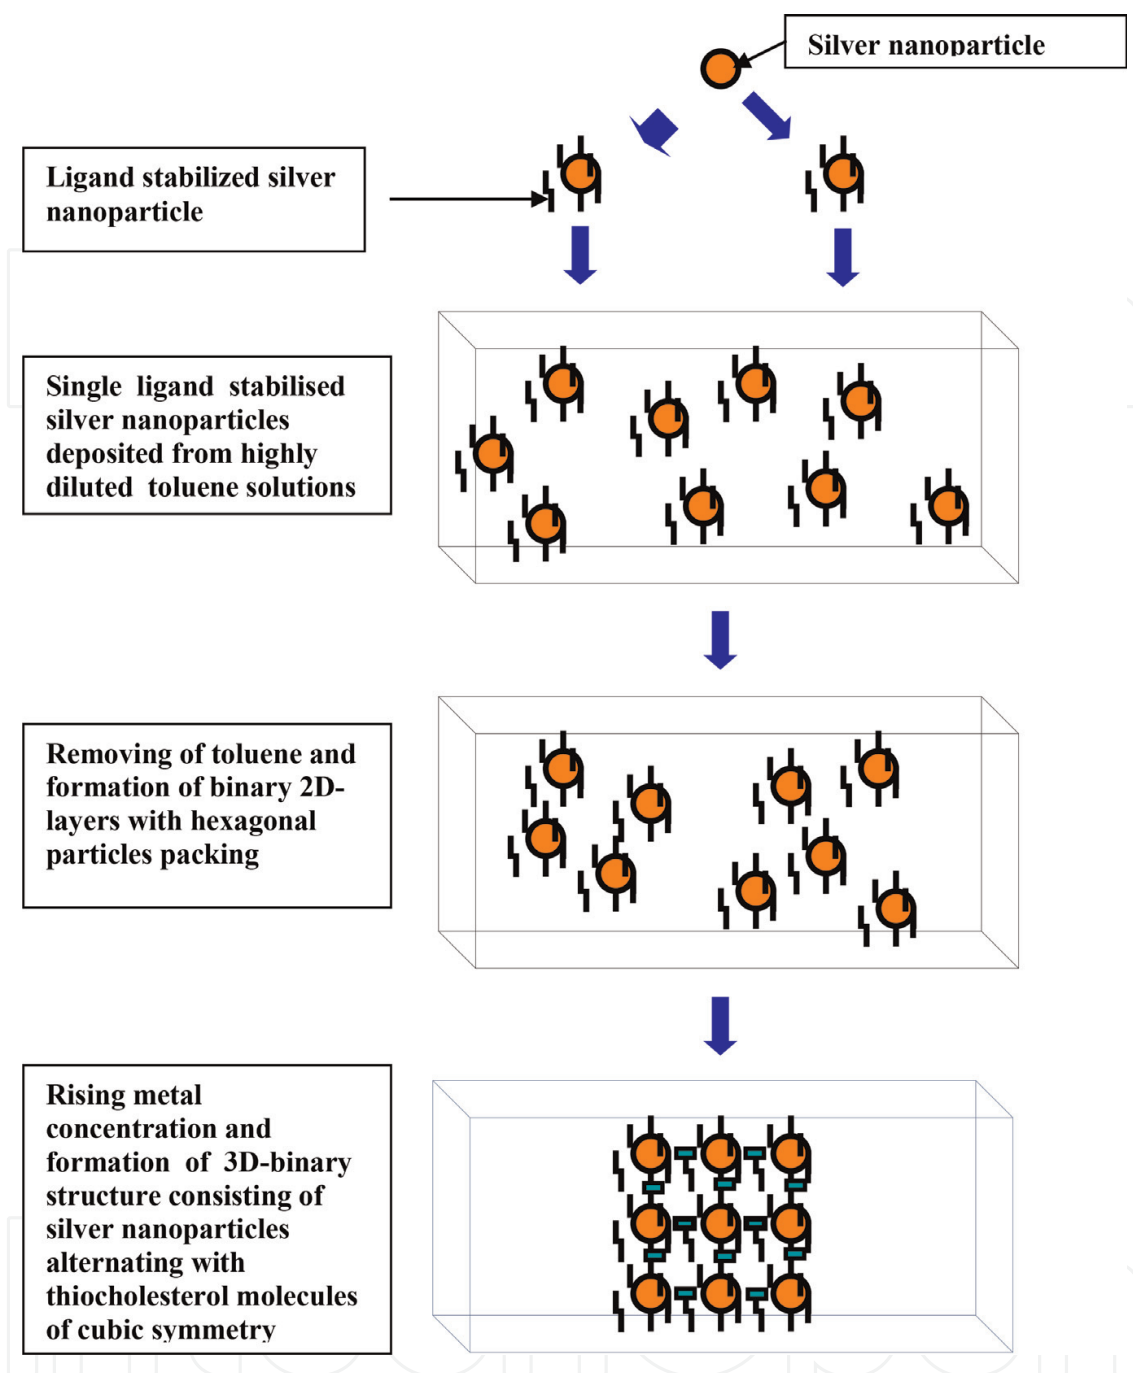 Silver nanoparticle
Ligand stabilized silver
nanoparticle
Single ligand stabilised
silver nanoparticles
deposited from highly
diluted toluene solutions
Removing of toluene and
formation of binary 2D-
layers with hexagonal
particles packing
Rising metal
concentration and
formation of 3D-binary
structure consisting of
silver nanoparticles
alternating with
thiocholesterol molecules
of cubic symmetry